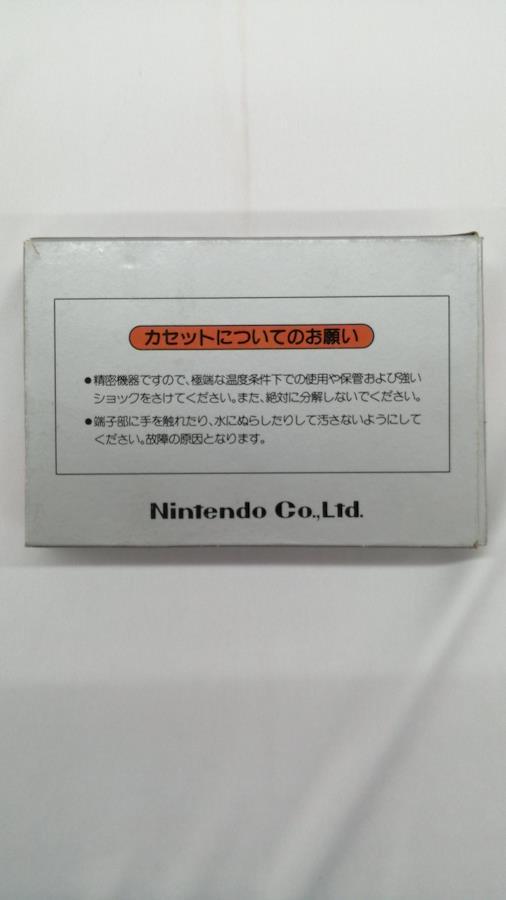 カセットについてのお願い
●精密機器ですので、極端な温度条件下での使用や保管および強い
ショックをさけてください。また、絶対に分解しないでください。
●端子部に手を触れたり、水にぬらしたりして汚さないようにして
ください。故障の原因となります。
Nintendo Co.,Ltd.